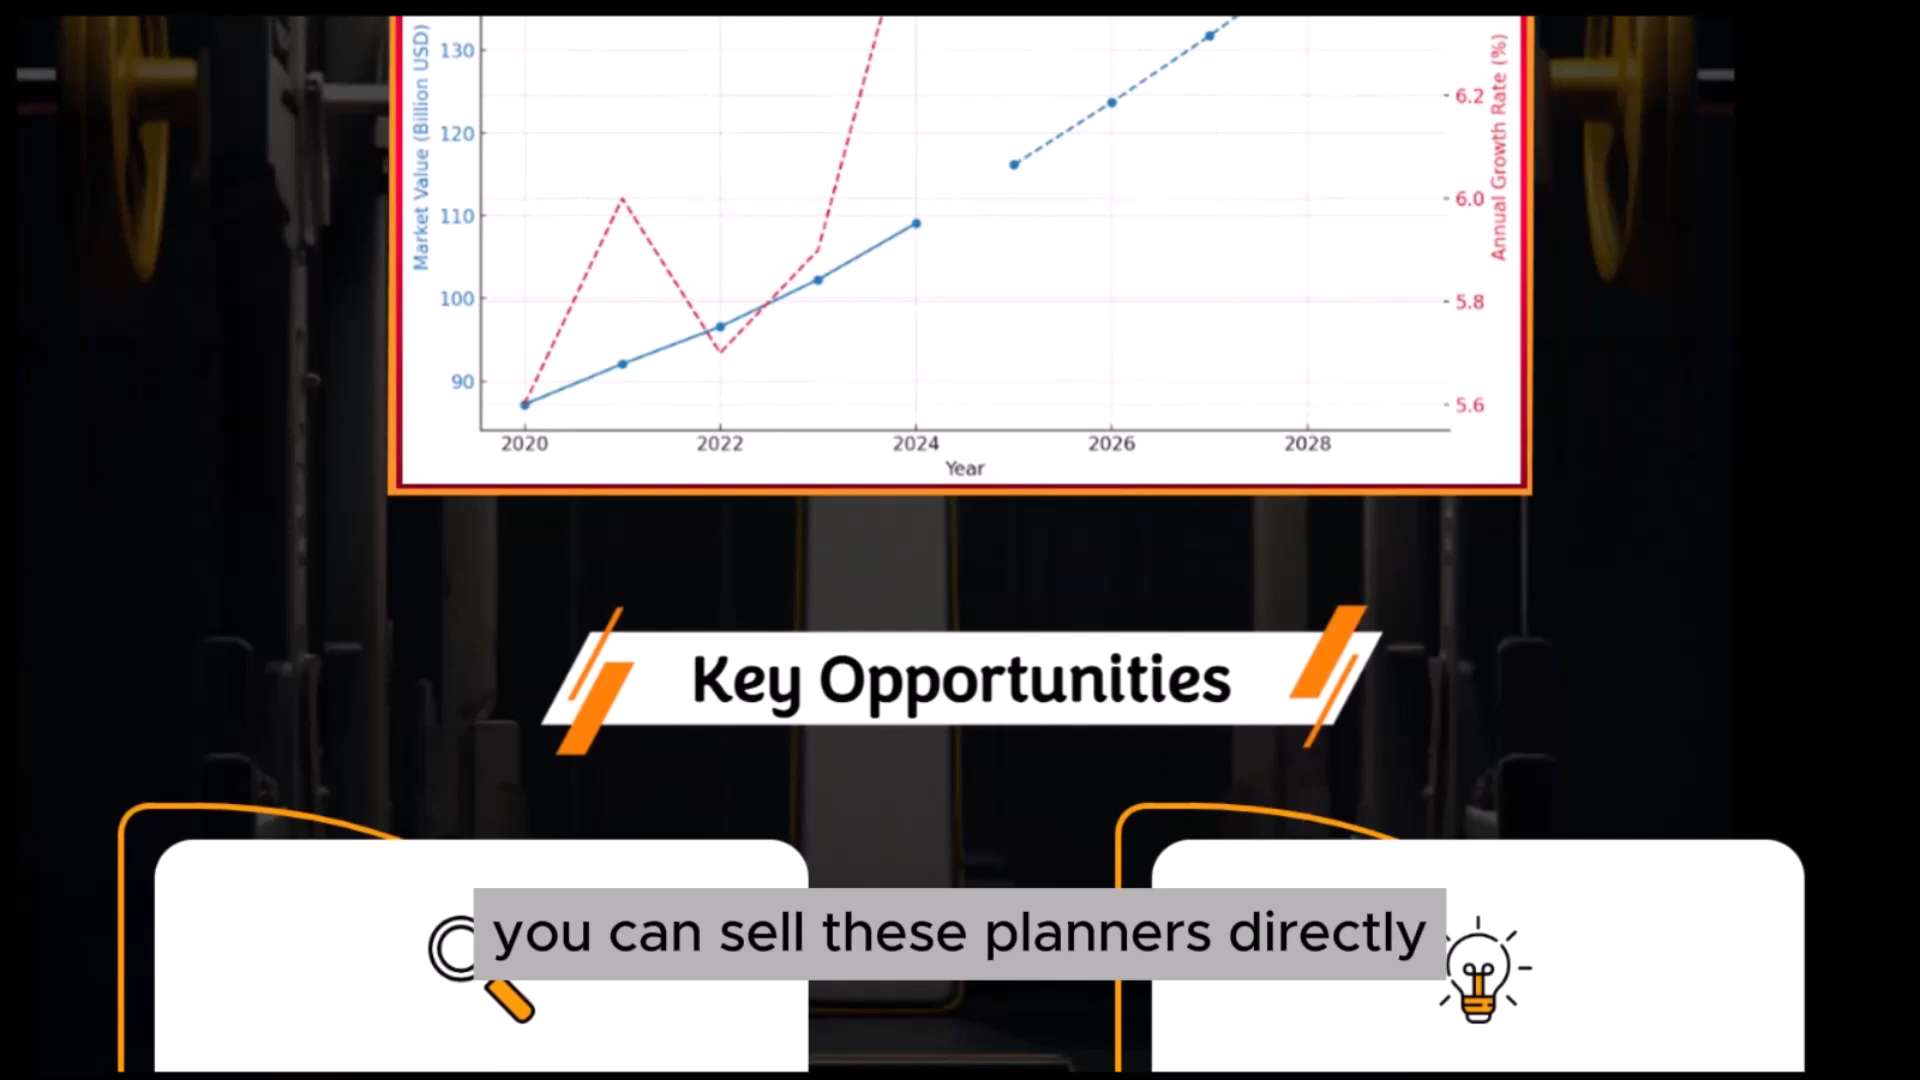 Market Value (Billion USD)
130
120
110
100
90
6.2
6.0
5.8
5.6
Annual Growth Rate (%)
2020 2022 2024 2026 2028
Year
Key Opportunities
you can sell these planners directly